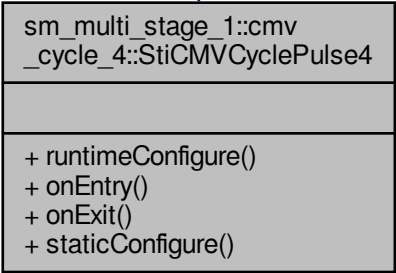 sm_multi_stage_1::cmv
_cycle_4::StiCMVCyclePulse4
+ runtimeConfigure()
+ onEntry()
+ onExit()
+ staticConfigure()